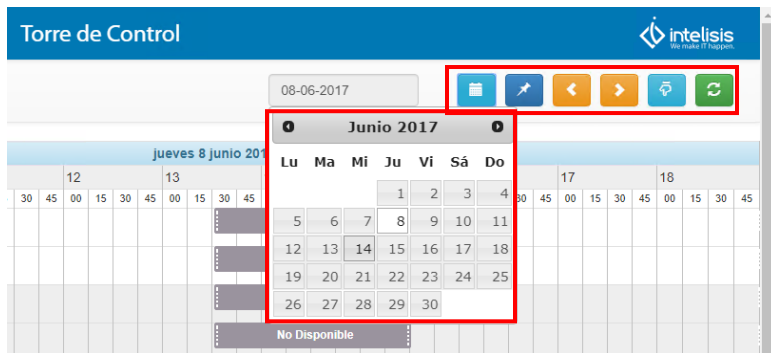 Torre de Control
intelisis
We make IT happen.
08-06-2017
Junio 2017
jueves 8 junio 201
Lu Ma Mi Ju Vi Sá Do
12 13 17 18
30 45 00 15 30 45 00 15 30 45 30 45 00 15 30 45 00 15 30 45
1 2 3 4
5 6 7 8 9 10 11
12 13 14 15 16 17 18
19 20 21 22 23 24 25
26 27 28 29 30
No Disponible